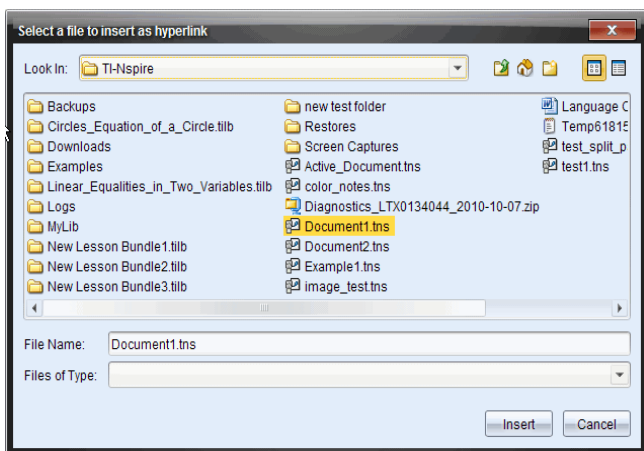 Select a file to insert as hyperlink
Look In: TI-Nspire
Backups
Circles_Equation_of_a_Circle.tilb
Downloads
Examples
Linear_Equalities_in_Two_Variables.tilb
Logs
MyLib
New Lesson Bundle1.tilb
New Lesson Bundle2.tilb
New Lesson Bundle3.tilb
new test folder
Restores
Screen Captures
Active_Document.tns
color_notes.tns
Diagnostics_LTX0134044_2010-10-07.zip
Document1.tns
Document2.tns
Example1.tns
image_test.tns
Language C
Temp61815
test_split_p
test1.tns
File Name: Document1.tns
Files of Type:
Insert Cancel